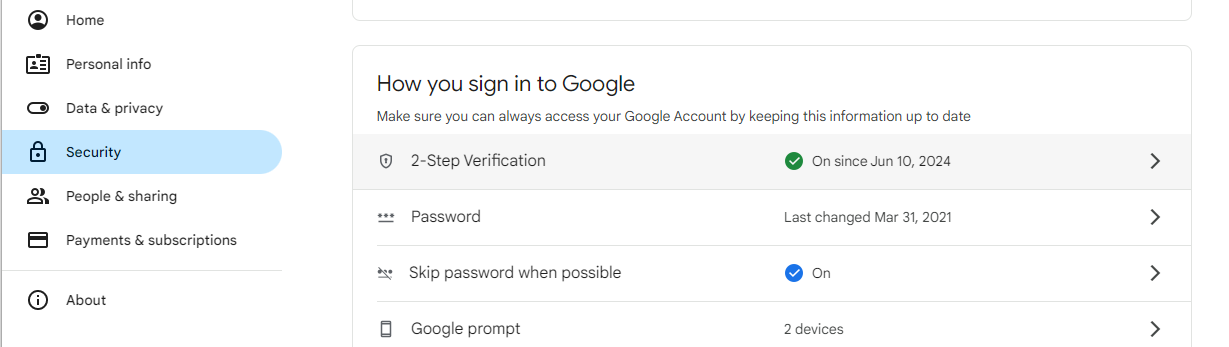 Home
Personal info
Data & privacy
Security
People & sharing
Payments & subscriptions
About
How you sign in to Google
Make sure you can always access your Google Account by keeping this information up to date
2-Step Verification On since Jun 10, 2024
Password Last changed Mar 31, 2021
Skip password when possible On
Google prompt 2 devices